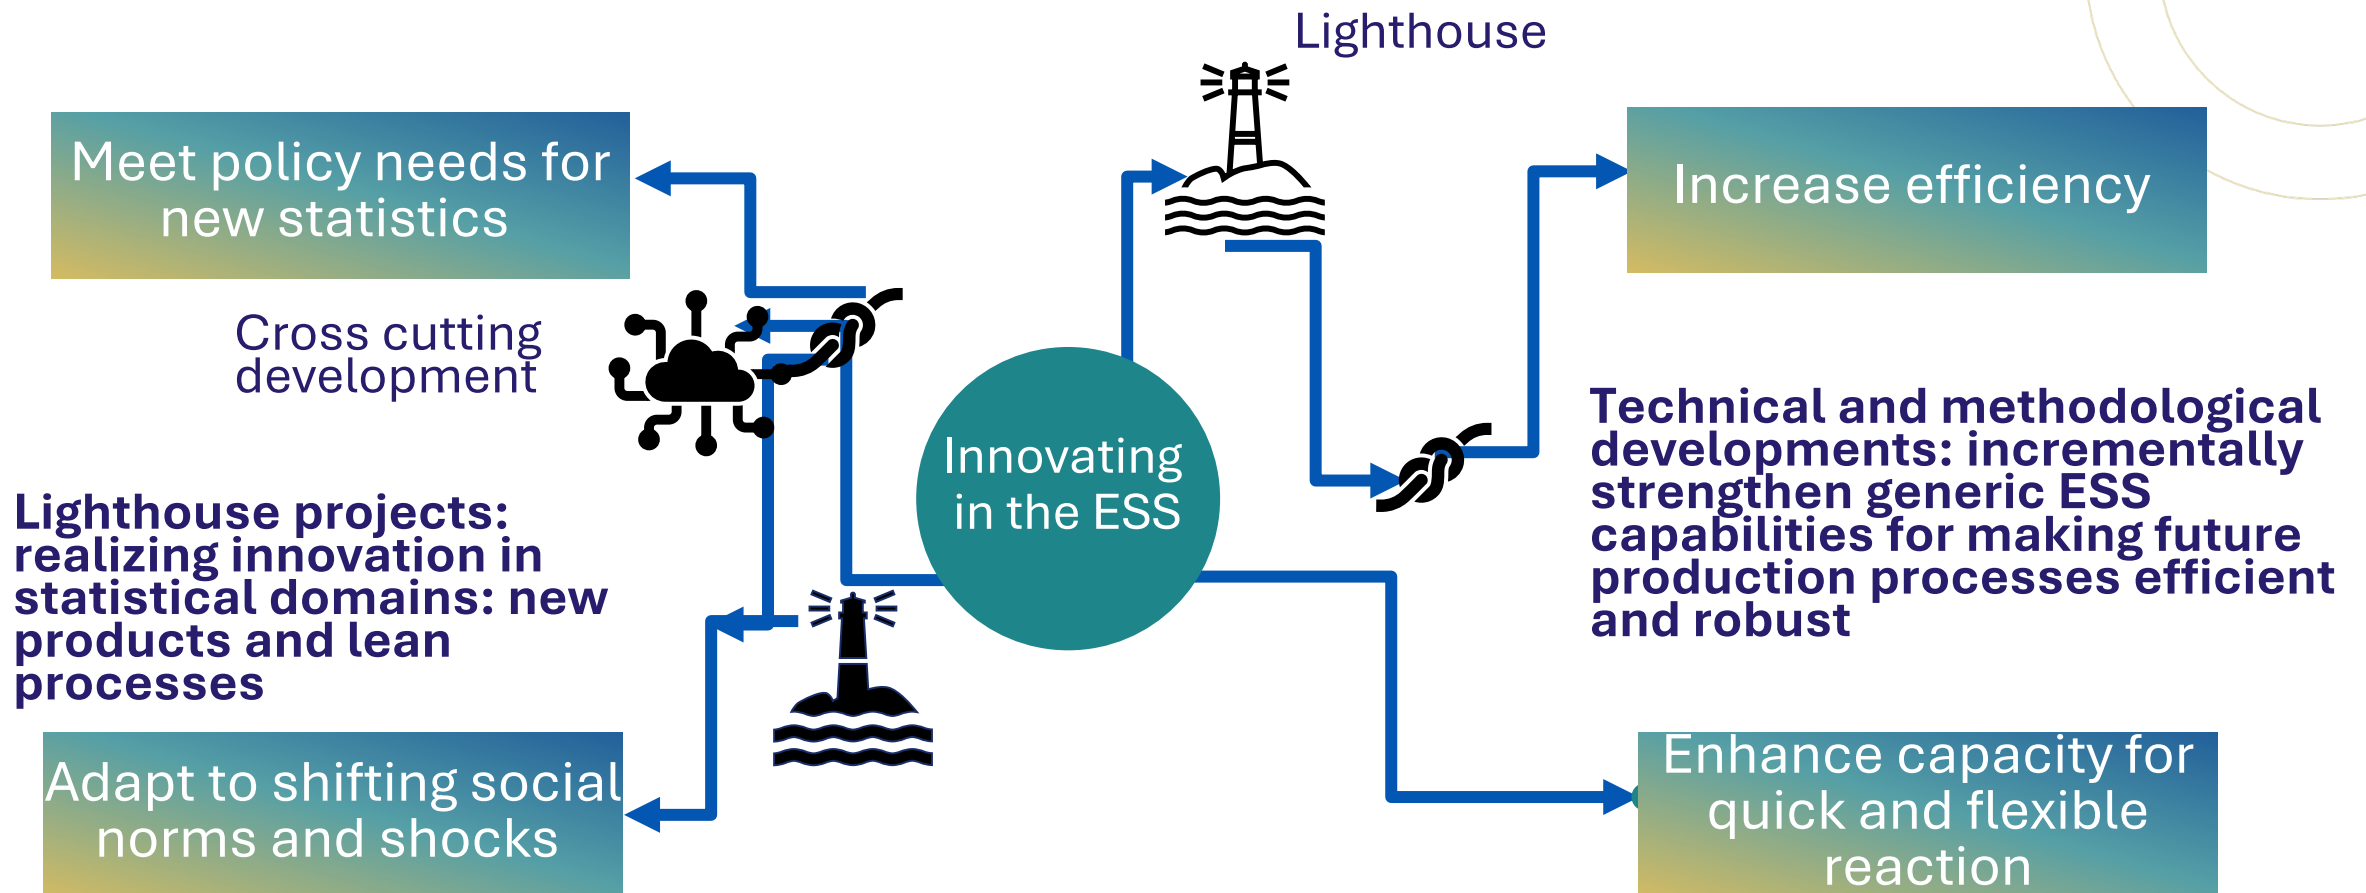 Lighthouse
Meet policy needs for
new statistics
Increase efficiency
Cross cutting
development
Innovating
in the ESS
Technical and methodological
developments: incrementally
strengthen generic ESS
capabilities for making future
production processes efficient
and robust
Lighthouse projects:
realizing innovation in
statistical domains: new
products and lean
processes
Adapt to shifting social
norms and shocks
Enhance capacity for
quick and flexible
reaction